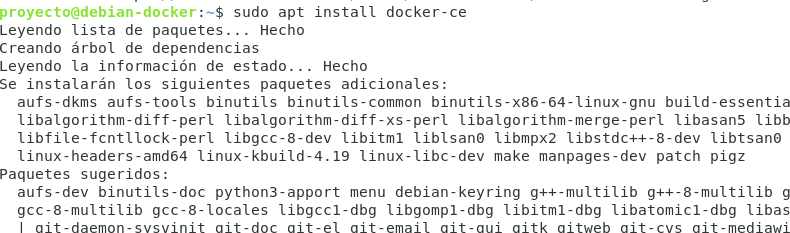 proyecto@debian-docker:~$ sudo apt install docker-ce
Leyendo lista de paquetes... Hecho
Creando árbol de dependencias
Leyendo la información de estado... Hecho
Se instalarán los siguientes paquetes adicionales:
aufs-dkms aufs-tools binutils binutils-common binutils-x86-64-linux-gnu build-essentia
libalgorithm-diff-perl libalgorithm-diff-xs-perl libalgorithm-merge-perl libasan5 libb
libfile-fcntllock-perl libgcc-8-dev libitm1 liblsan0 libmpx2 libstdc++-8-dev libtsan0
linux-headers-amd64 linux-kbuild-4.19 linux-libc-dev make manpages-dev patch pigz
Paquetes sugeridos:
aufs-dev binutils-doc python3-apport menu debian-keyring g++-multilib g++-8-multilib g
gcc-8-multilib gcc-8-locales libgcc1-dbg libgomp1-dbg libitm1-dbg libatomic1-dbg libas
| git-daemon-sysvinit git-doc git-el git-email git-gui gitk gitweb git-cvs git-mediawi